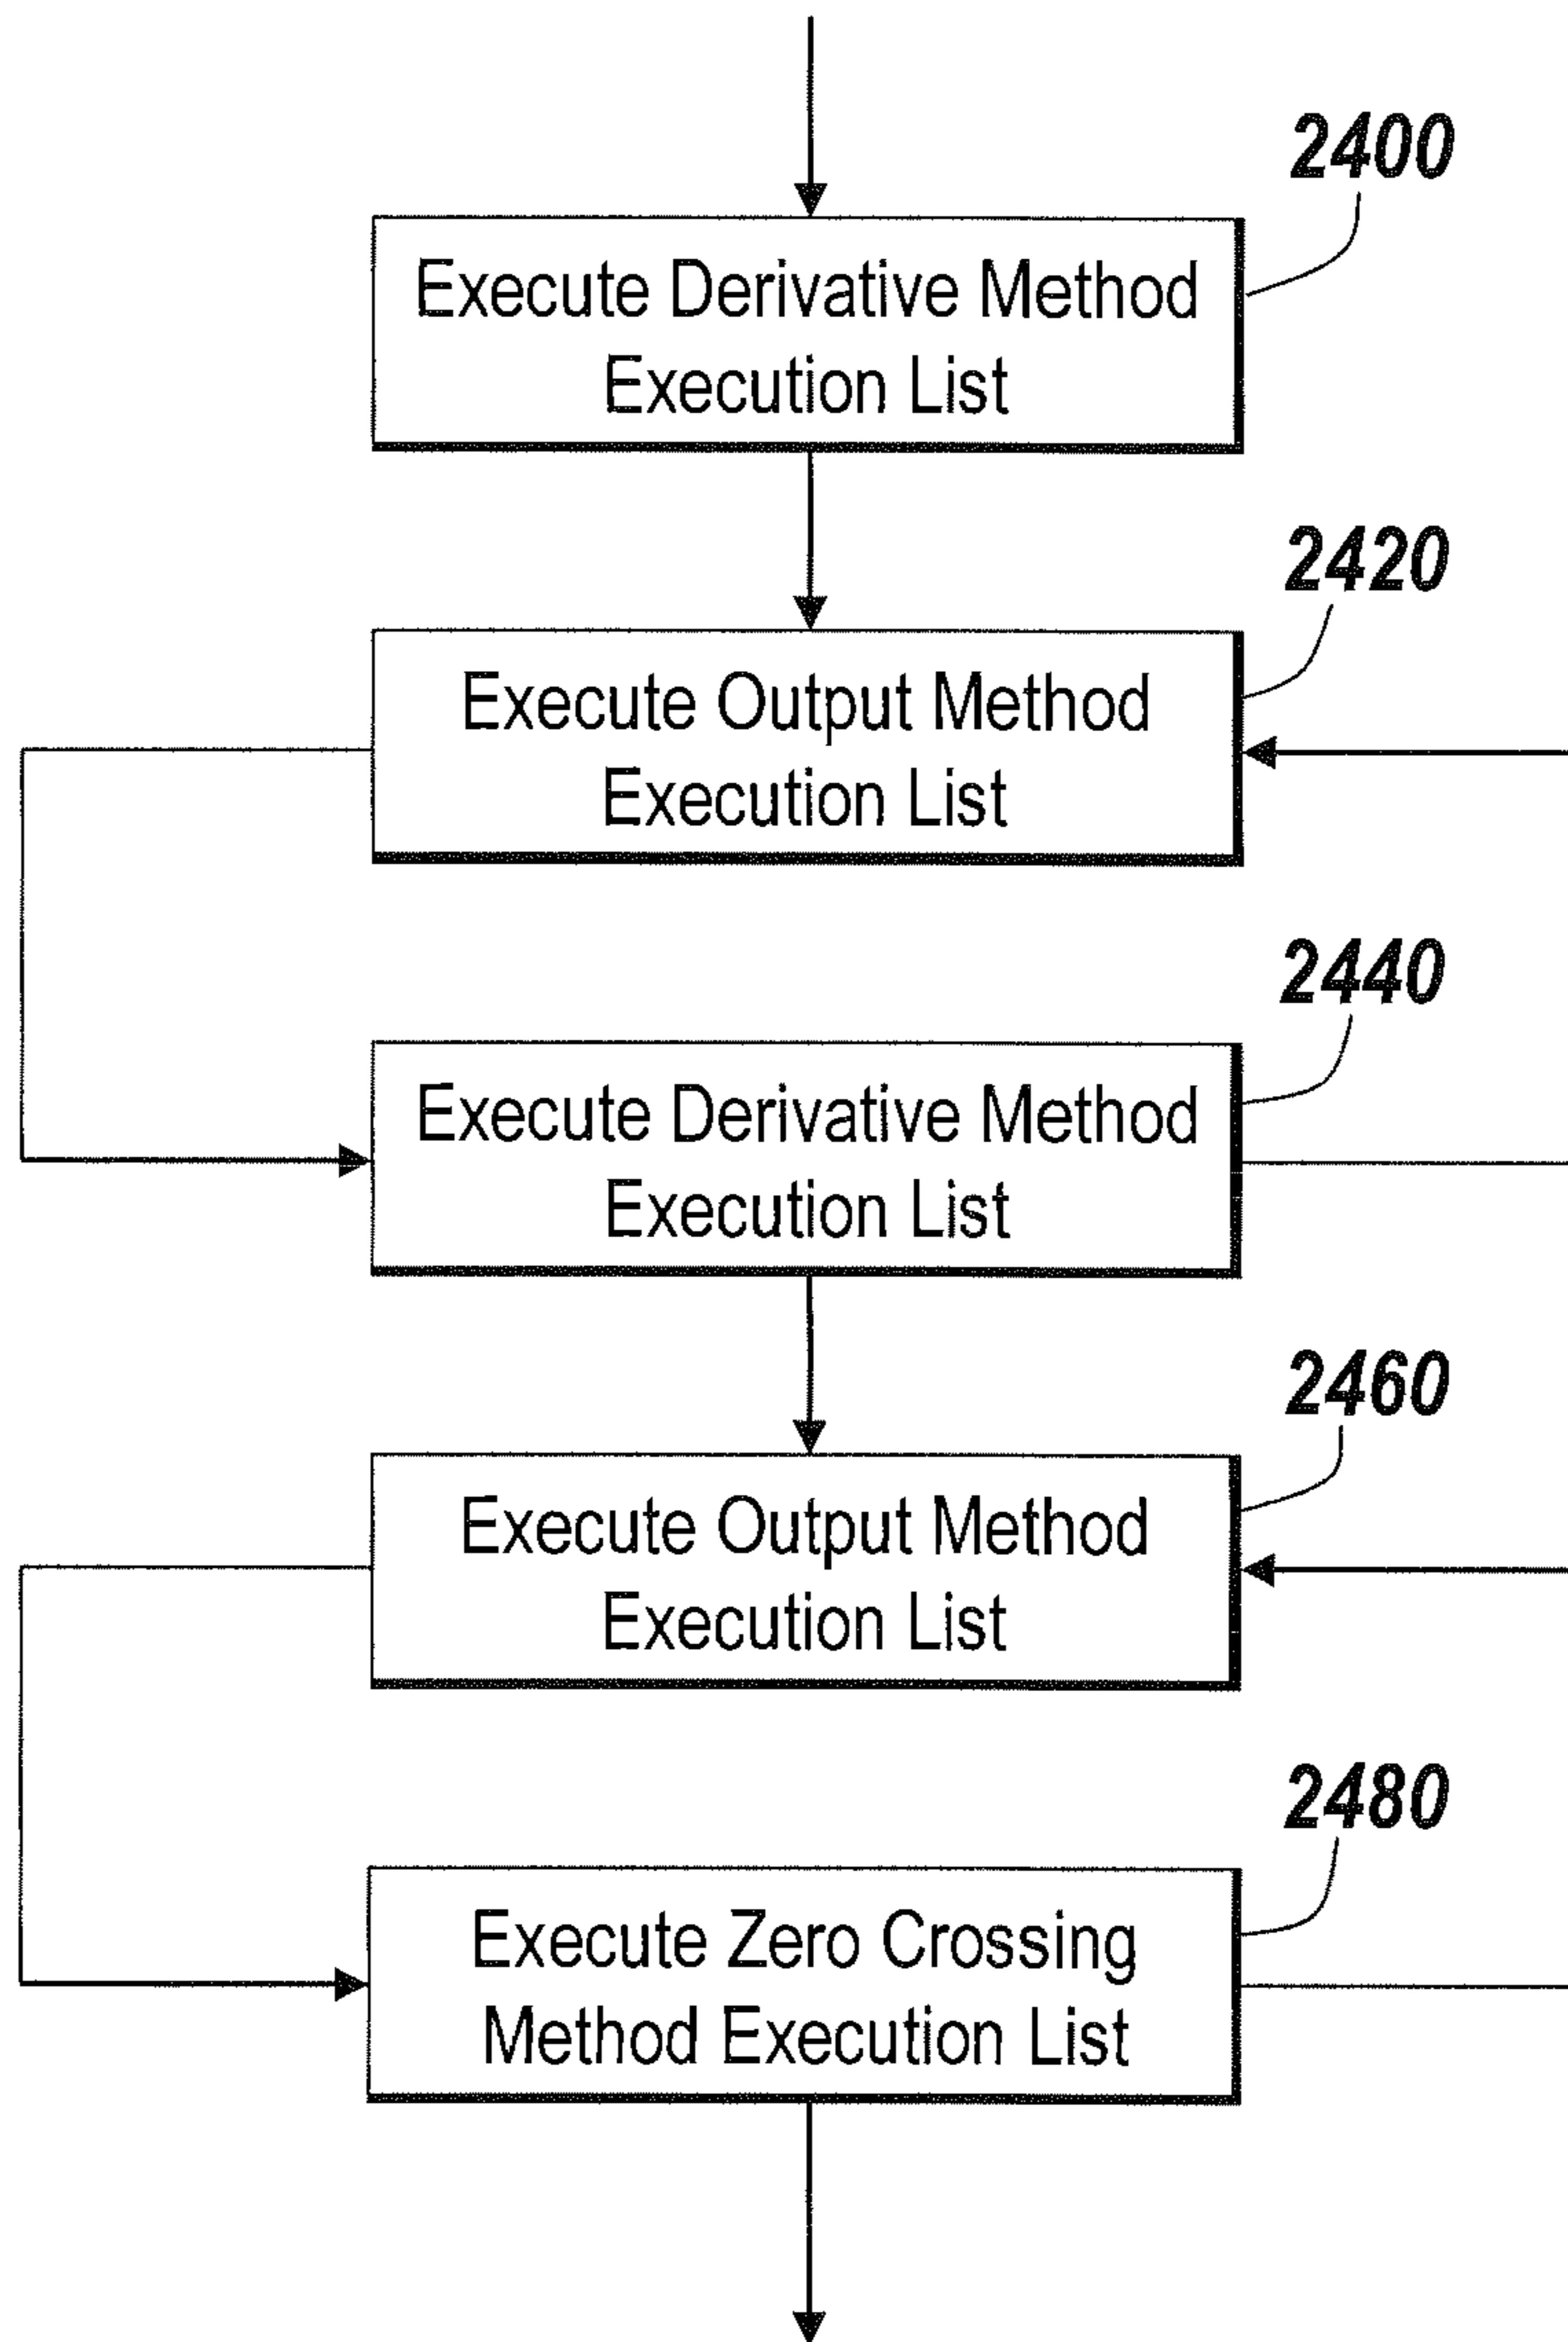 2400
Execute Derivative Method
Execution List
2420
Execute Output Method
Execution List
2440
Execute Derivative Method
Execution List
2460
Execute Output Method
Execution List
2480
Execute Zero Crossing
Method Execution List